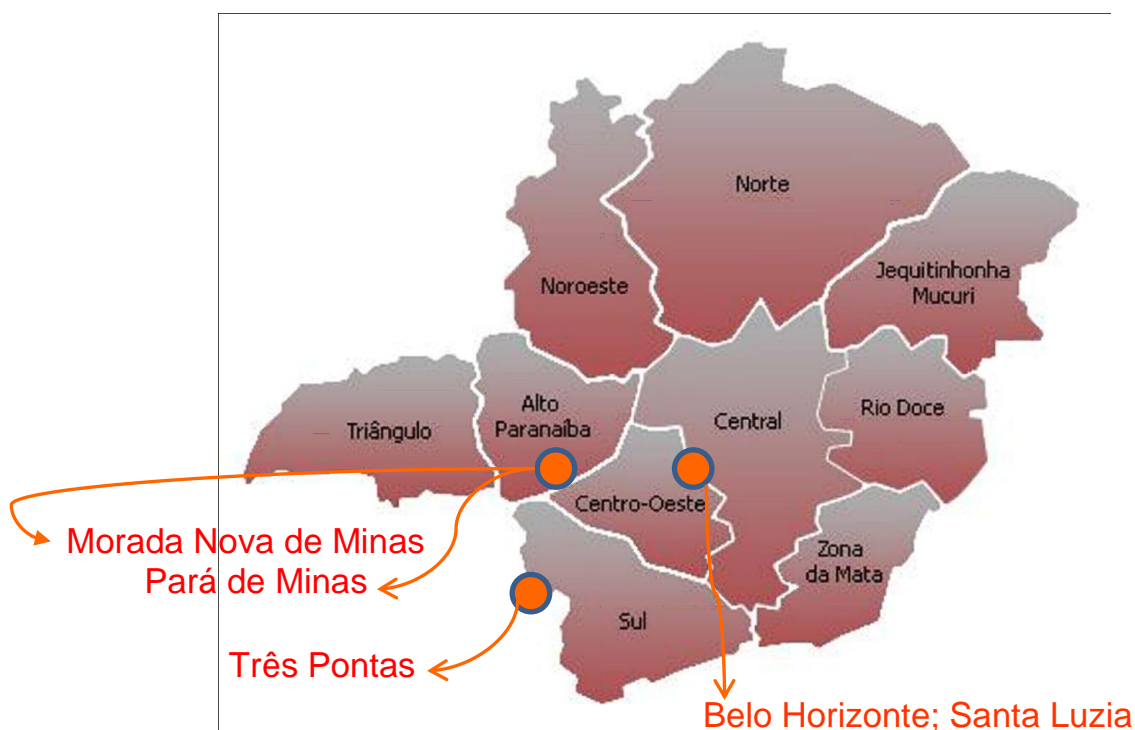 Norte
Jequitinhonha
Mucuri
Noroeste
Alto
Paranaíba
Triângulo
Central
Rio Doce
Centro-Oeste
Morada Nova de Minas
Pará de Minas
Zona
da Mata
Sul
Três Pontas
Belo Horizonte; Santa Luzia